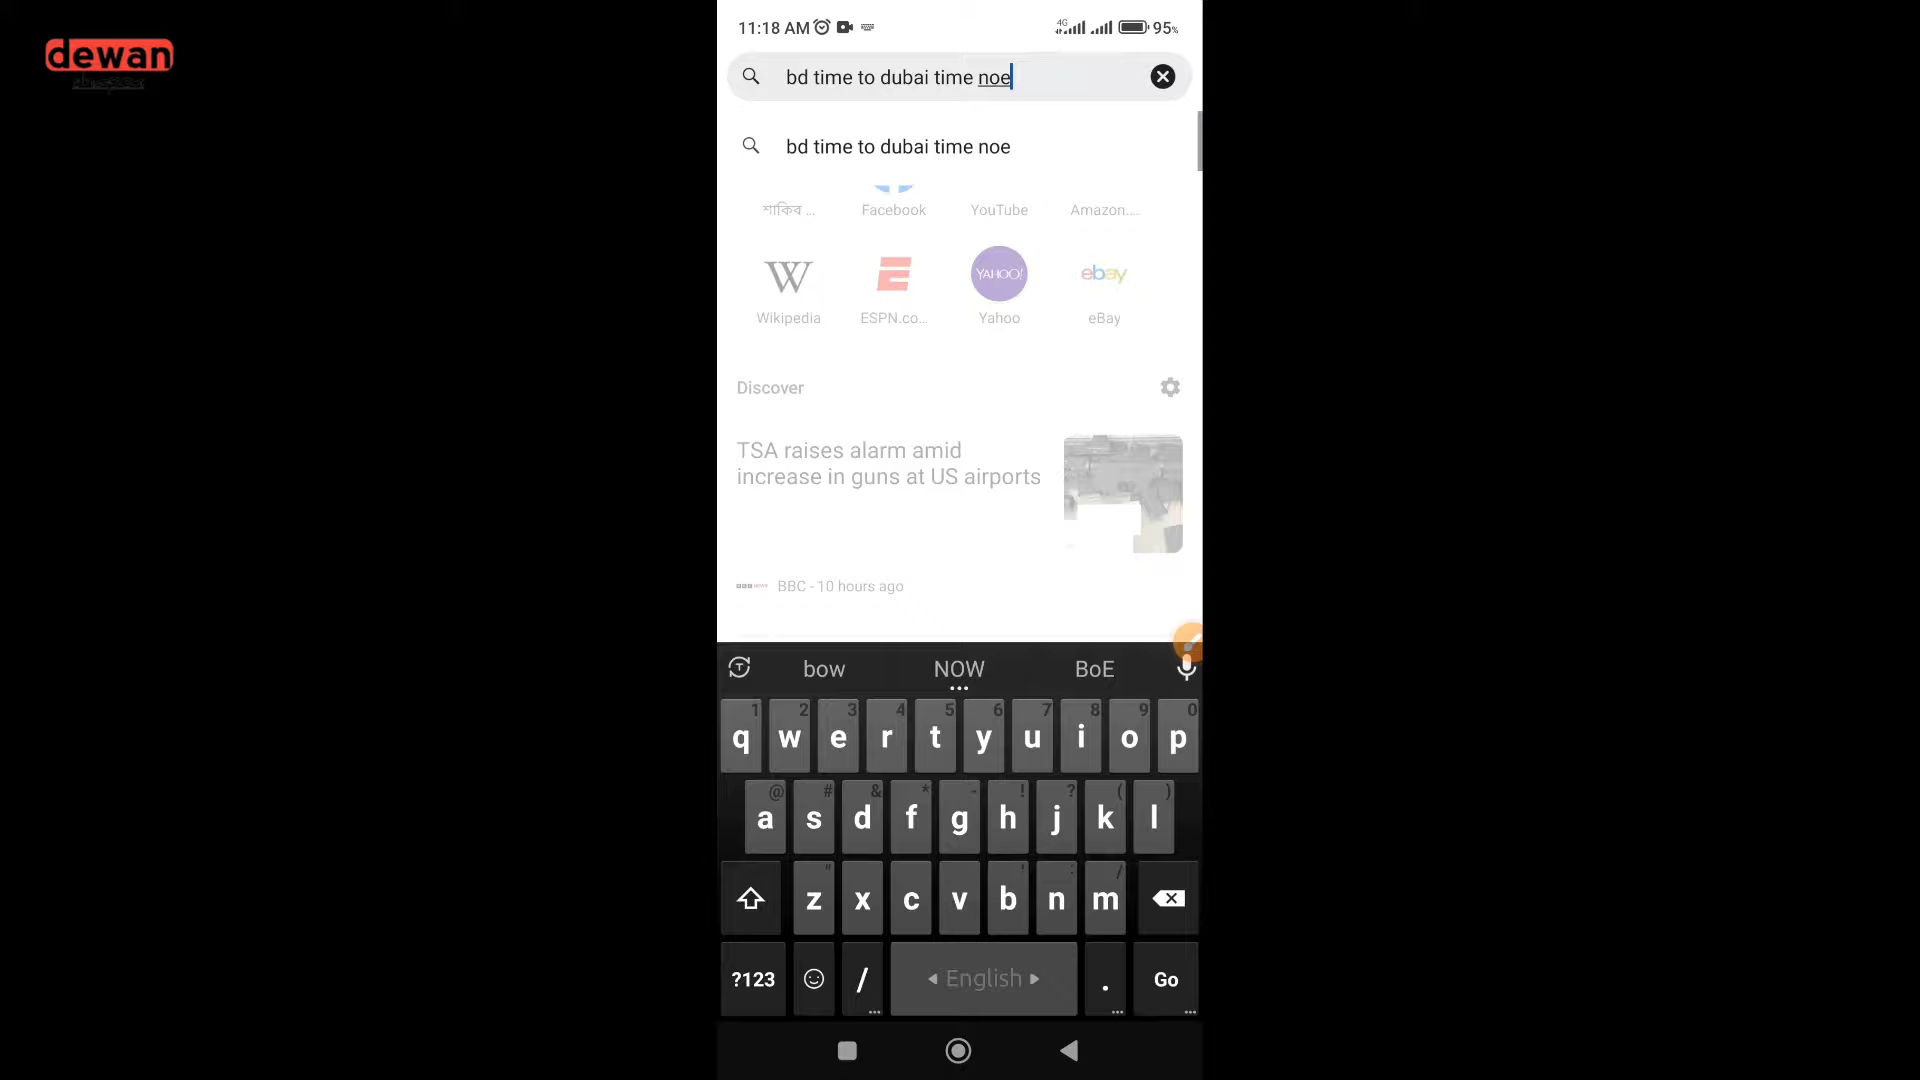 dewan
11:18 AM 4G 95%
bd time to dubai time noe
bd time to dubai time noe
শাকিব ... Facebook YouTube Amazon....
W YAHOO! ebay
Wikipedia ESPN.co... Yahoo eBay
Discover
TSA raises alarm amid
increase in guns at US airports
BBC - 10 hours ago
bow NOW BoE
1 2 3 4 5 6 7 8 9 0
q w e r t y u i o p
@ # & * - ! ? ( )
a s d f g h j k l
" ' : /
z x c v b n m
?123 / English . Go